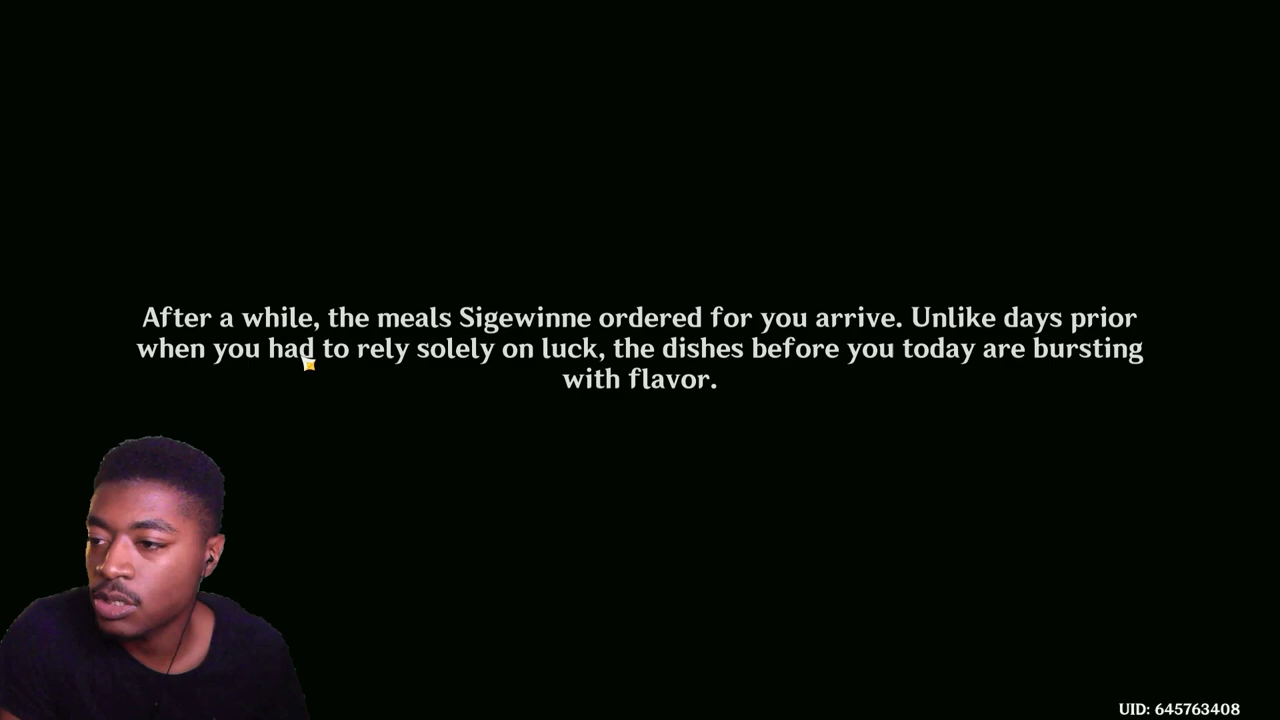 After a while, the meals Sigewinne ordered for you arrive. Unlike days prior
when you had to rely solely on luck, the dishes before you today are bursting
with flavor.
UID: 645763408